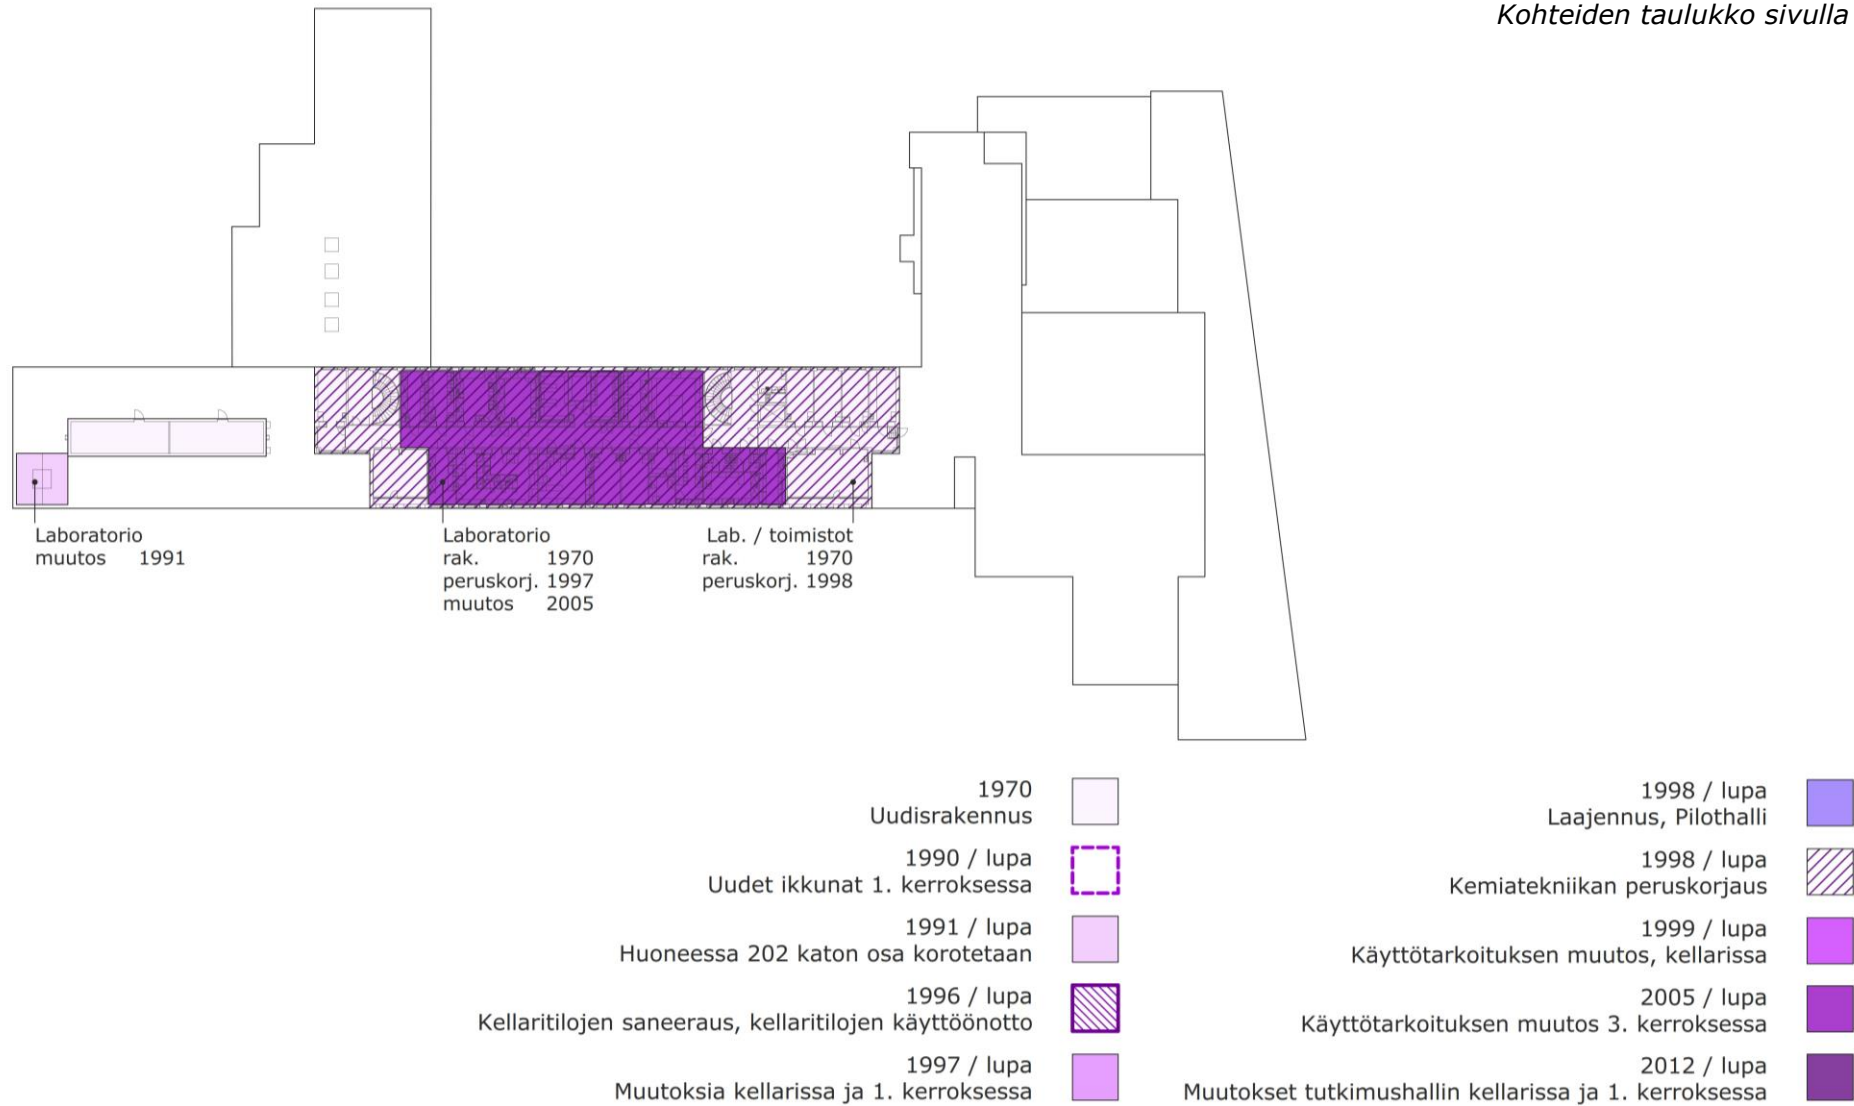 Kohteiden taulukko sivulla
Laboratorio
muutos 1991
Laboratorio
rak. 1970
peruskorj. 1997
muutos 2005
Lab. / toimistot
rak. 1970
peruskorj. 1998
1970
Uudisrakennus
1990 / lupa
Uudet ikkunat 1. kerroksessa
1991 / lupa
Huoneessa 202 katon osa korotetaan
1996 / lupa
Kellaritilojen saneeraus, kellaritilojen käyttöönotto
1997 / lupa
Muutoksia kellarissa ja 1. kerroksessa
1998 / lupa
Laajennus, Pilothalli
1998 / lupa
Kemiatekniikan peruskorjaus
1999 / lupa
Käyttötarkoituksen muutos, kellarissa
2005 / lupa
Käyttötarkoituksen muutos 3. kerroksessa
2012 / lupa
Muutokset tutkimushallin kellarissa ja 1. kerroksessa